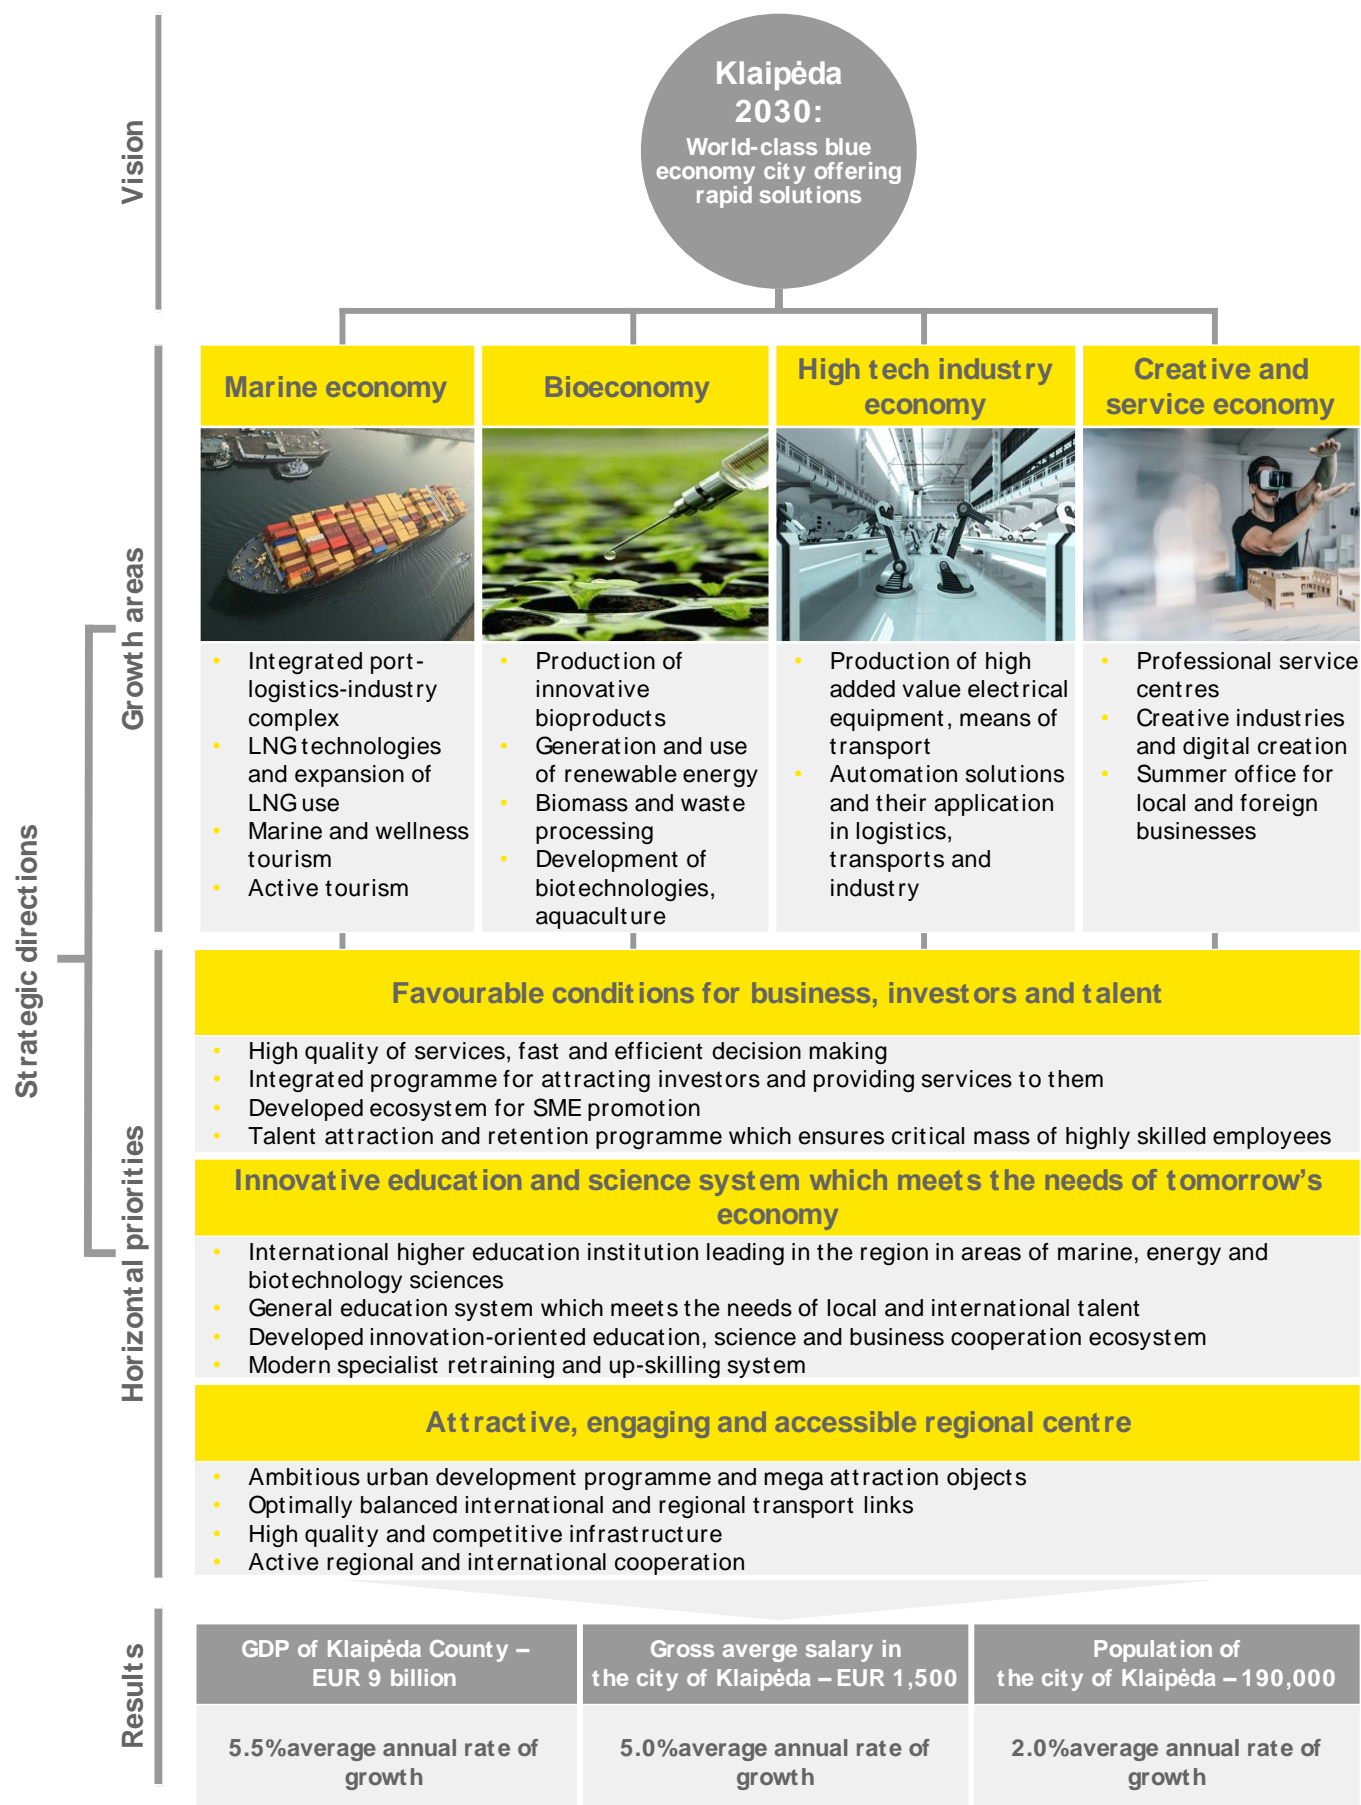 Vision
Klaipėda
2030:
World-class blue
economy city offering
rapid solutions
Strategic directions
Growth areas
Marine economy
Integrated port-
logistics-industry
complex
LNG technologies
and expansion of
LNG use
Marine and wellness
tourism
Active tourism
Bioeconomy
Production of
innovative
bioproducts
Generation and use
of renewable energy
Biomass and waste
processing
Development of
biotechnologies,
aquaculture
High tech industry
economy
Production of high
added value electrical
equipment, means of
transport
Automation solutions
and their application
in logistics,
transports and
industry
Creative and
service economy
Professional service
centres
Creative industries
and digital creation
Summer office for
local and foreign
businesses
Horizontal priorities
Favourable conditions for business, investors and talent
High quality of services, fast and efficient decision making
Integrated programme for attracting investors and providing services to them
Developed ecosystem for SME promotion
Talent attraction and retention programme which ensures critical mass of highly skilled employees
Innovative education and science system which meets the needs of tomorrow’s
economy
International higher education institution leading in the region in areas of marine, energy and
biotechnology sciences
General education system which meets the needs of local and international talent
Developed innovation-oriented education, science and business cooperation ecosystem
Modern specialist retraining and up-skilling system
Attractive, engaging and accessible regional centre
Ambitious urban development programme and mega attraction objects
Optimally balanced international and regional transport links
High quality and competitive infrastructure
Active regional and international cooperation
Results
GDP of Klaipėda County –
EUR 9 billion
5.5%average annual rate of
growth
Gross averge salary in
the city of Klaipėda – EUR 1,500
5.0%average annual rate of
growth
Population of
the city of Klaipėda – 190,000
2.0%average annual rate of
growth